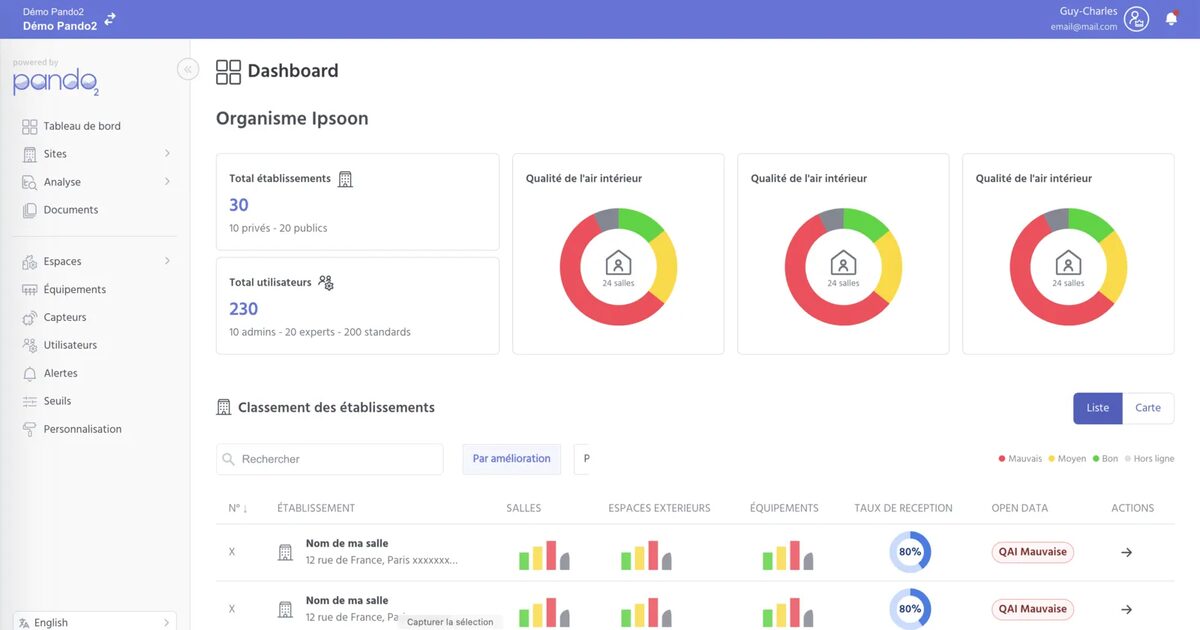 Démo Pando2
Démo Pando2
Guy-Charles
email@mail.com
powered by
pando2
Tableau de bord
Sites
Analyse
Documents
Espaces
Équipements
Capteurs
Utilisateurs
Alertes
Seuils
Personnalisation
English
Dashboard
Organisme Ipsoon
Total établissements
30
10 privés - 20 publics
Total utilisateurs
230
10 admins - 20 experts - 200 standards
Qualité de l'air intérieur
24 salles
Qualité de l'air intérieur
24 salles
Qualité de l'air intérieur
24 salles
Classement des établissements
Liste Carte
Rechercher
Par amélioration
P
Mauvais Moyen Bon Hors ligne
N° ↓ ÉTABLISSEMENT SALLES ESPACES EXTERIEURS ÉQUIPEMENTS TAUX DE RECEPTION OPEN DATA ACTIONS
X
Nom de ma salle
12 rue de France, Paris xxxxxxx...
80%
QAI Mauvaise
X
Nom de ma salle
12 rue de France, Pa
80%
QAI Mauvaise
Capturer la sélection